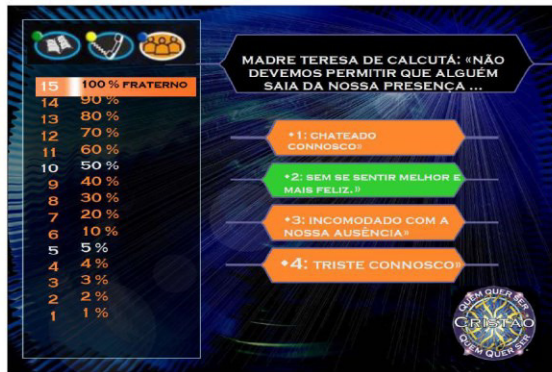 15 100 % FRATERNO
14 90 %
13 80 %
12 70 %
11 60 %
10 50 %
9 40 %
8 30 %
7 20 %
6 10 %
5 5 %
4 4 %
3 3 %
2 2 %
1 1 %
MADRE TERESA DE CALCUTÁ: «NÃO
DEVEMOS PERMITIR QUE ALGUÉM
SAIA DA NOSSA PRESENÇA ...
•1: CHATEADO
CONNOSCO»
•2: SEM SE SENTIR MELHOR E
MAIS FELIZ.»
•3: INCOMODADO COM A
NOSSA AUSÊNCIA»
•4: TRISTE CONNOSCO»
QUEM QUER SER
CRISTÃO
QUEM QUER SER